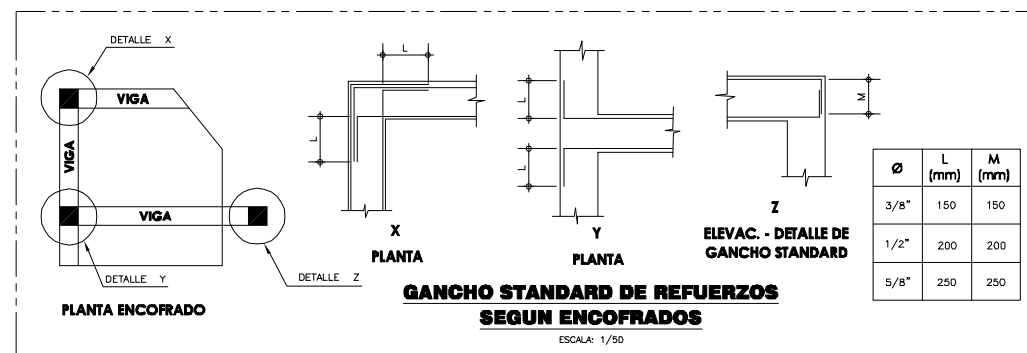 DETALLE X
VIGA
VIGA
VIGA
DETALLE Y
DETALLE Z
PLANTA ENCOFRADO
L
L
X
PLANTA
L
L
Y
PLANTA
M
Z
ELEVAC. - DETALLE DE
GANCHO STANDARD
GANCHO STANDARD DE REFUERZOS
SEGUN ENCOFRADOS
ESCALA: 1/50
Ø L (mm) M (mm)
3/8" 150 150
1/2" 200 200
5/8" 250 250